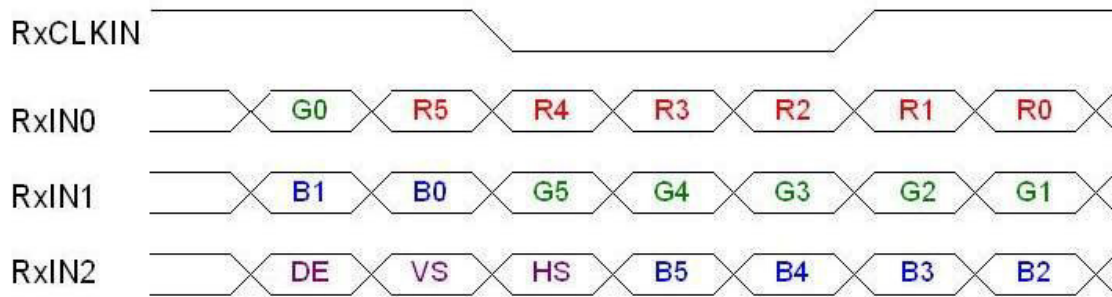 RxCLKIN
RxIN0 G0 R5 R4 R3 R2 R1 R0
RxIN1 B1 B0 G5 G4 G3 G2 G1
RxIN2 DE VS HS B5 B4 B3 B2